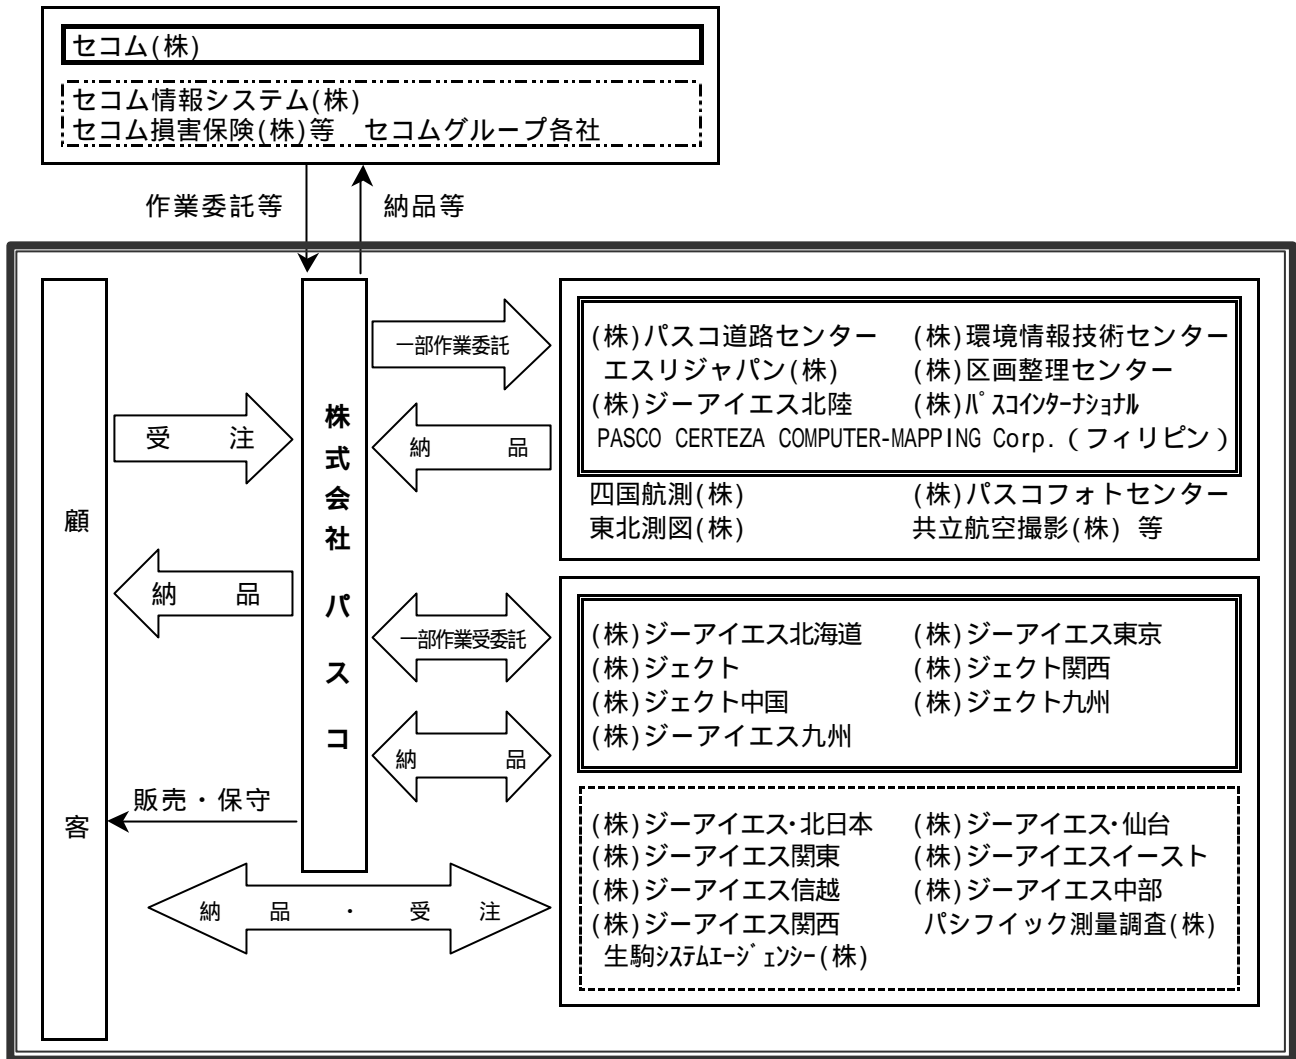 セコム(株)
セコム情報システム(株)
セコム損害保険(株)等　セコムグループ各社
作業委託等
納品等
顧客
株式会社パスコ
受　注
納　品
販売・保守
納　品　・　受　注
一部作業委託
納　品
一部作業受委託
納　品
(株)パスコ道路センター　(株)環境情報技術センター
エスリジャパン(株)　(株)区画整理センター
(株)ジーアイエス北陸　(株)ﾊﾟｽｺｲﾝﾀｰﾅｼｮﾅﾙ
PASCO CERTEZA COMPUTER-MAPPING Corp.（フィリピン）
四国航測(株)　(株)パスコフォトセンター
東北測図(株)　共立航空撮影(株) 等
(株)ジーアイエス北海道　(株)ジーアイエス東京
(株)ジェクト　(株)ジェクト関西
(株)ジェクト中国　(株)ジェクト九州
(株)ジーアイエス九州
(株)ジーアイエス・北日本　(株)ジーアイエス・仙台
(株)ジーアイエス関東　(株)ジーアイエスイースト
(株)ジーアイエス信越　(株)ジーアイエス中部
(株)ジーアイエス関西　パシフイック測量調査(株)
生駒ｼｽﾃﾑｴｰｼﾞｪﾝｼｰ(株)